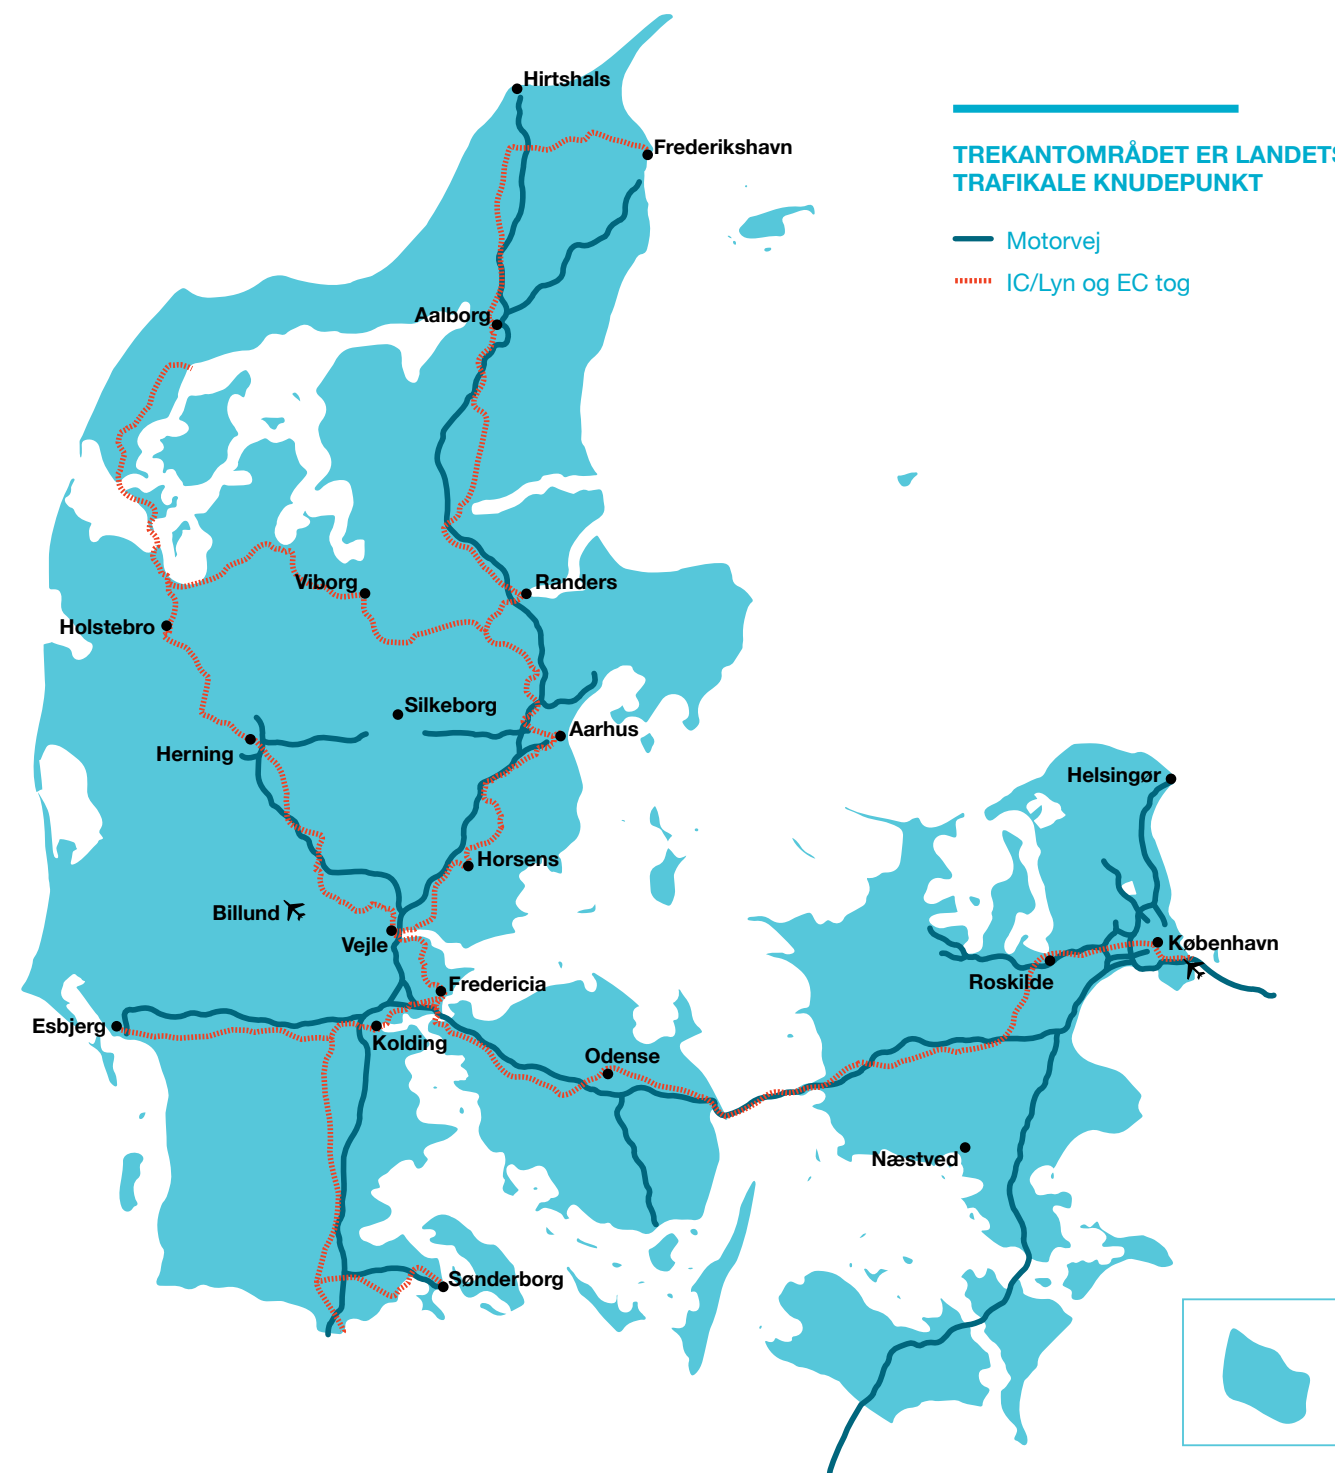 Hirtshals
Frederikshavn
TREKANTOMRÅDET ER LANDETS
TRAFIKALE KNUDEPUNKT
Motorvej
IC/Lyn og EC tog
Aalborg
Viborg
Randers
Holstebro
Silkeborg
Aarhus
Herning
Helsingør
Horsens
Billund
Vejle
København
Roskilde
Fredericia
Esbjerg
Kolding
Odense
Næstved
Sønderborg